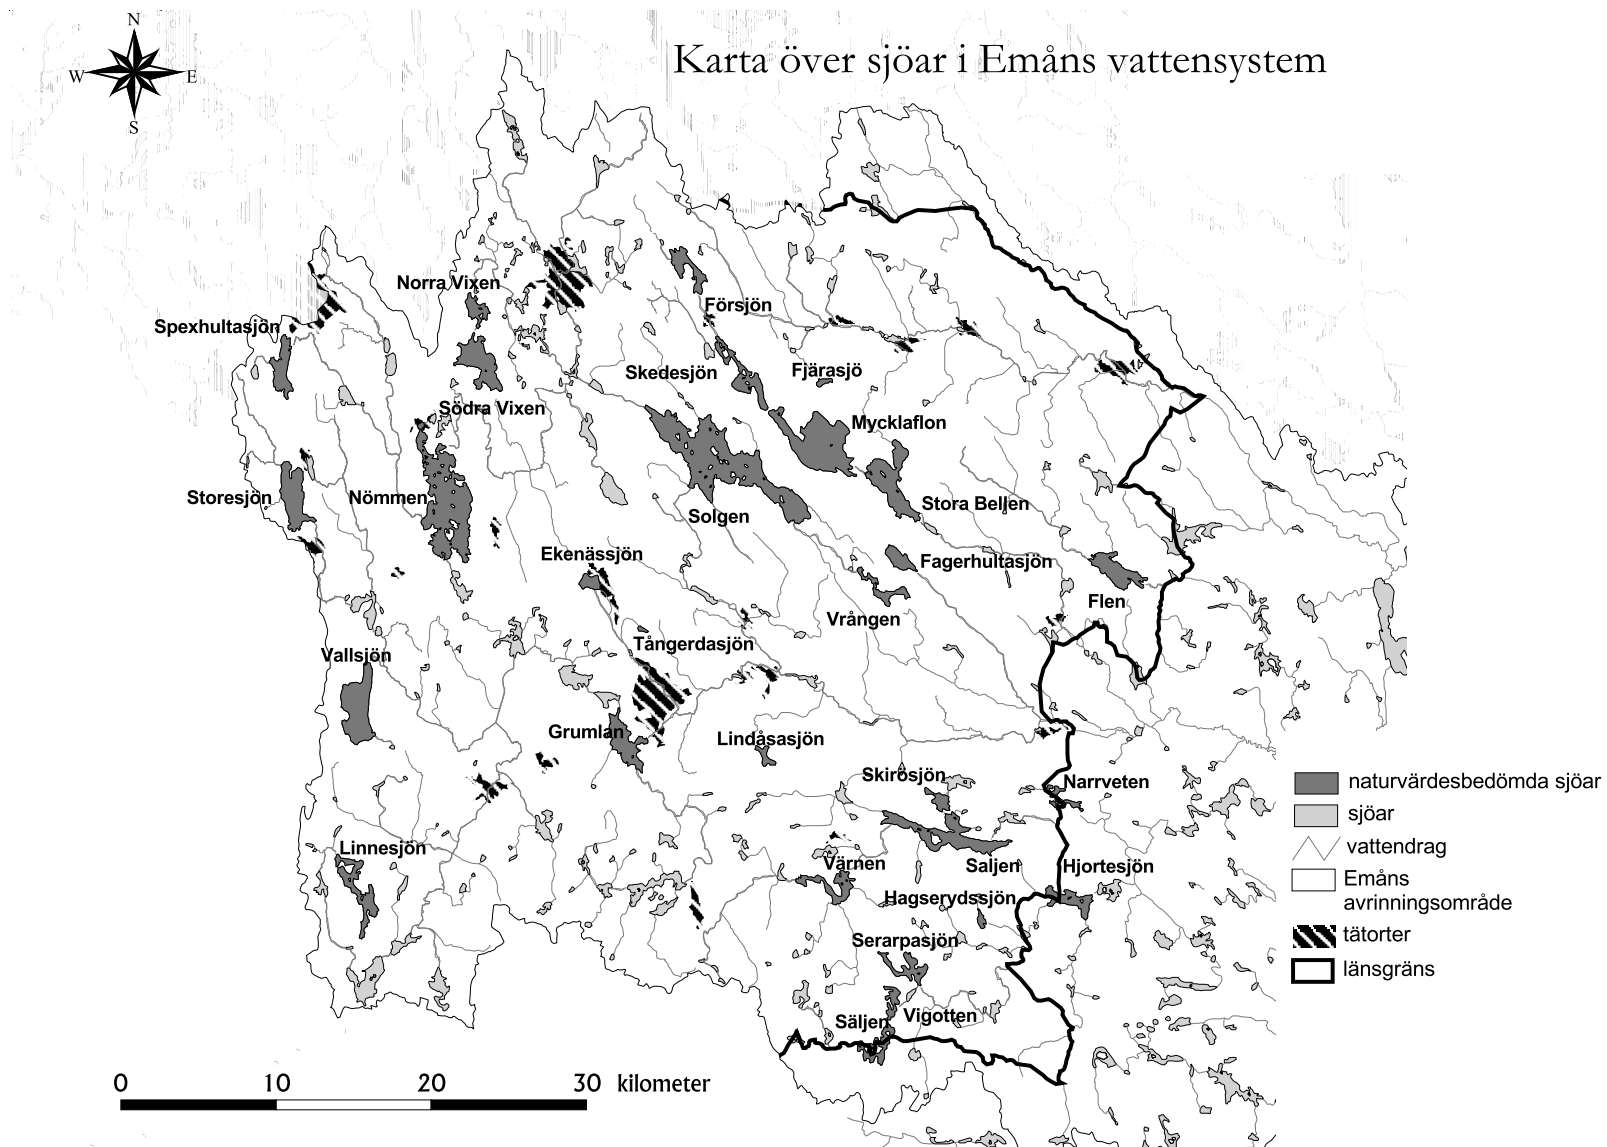 N
Karta över sjöar i Emåns vattensystem
W
E
S
Norra Vixen
Försjön
Spexhultasjön
Skedesjön
Fjärasjö
Södra Vixen
Mycklaflon
Storesjön
Nömmen
Stora Bellen
Solgen
Ekenässjön
Fagerhultasjön
Flen
Vrången
Tångerdasjön
Vallsjön
Grumlan
Lindåsasjön
Skirösjön
Narrveten
naturvärdesbedömda sjöar
sjöar
Linnesjön
vattendrag
Värnen
Saljen
Hjortesjön
Emåns
avrinningsområde
Hagserydssjön
tätorter
Serarpasjön
länsgräns
Vigotten
Säljen
0 10 20 30 kilometer